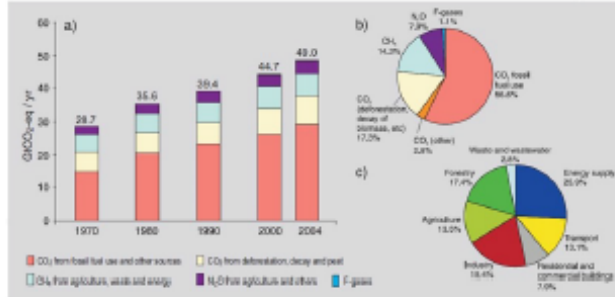 a)
GtCO₂-eq / yr
60
50
40
30
20
10
0
28.7
35.6
39.4
44.7
49.0
1970
1980
1990
2000
2004
CO₂ from fossil fuel use and other sources
CO₂ from deforestation, decay and peat
CH₄ from agriculture, waste and energy
N₂O from agriculture and others
F-gases
b)
F-gases
1.1%
N₂O
7.9%
CH₄
14.3%
CO₂ fossil
fuel use
56.6%
CO₂
(deforestation,
decay of
biomass, etc)
17.3%
CO₂ (other)
2.8%
c)
Waste and wastewater
2.8%
Forestry
17.4%
Energy supply
25.9%
Agriculture
13.5%
Transport
13.1%
Industry
19.4%
Residential and
commercial buildings
7.9%